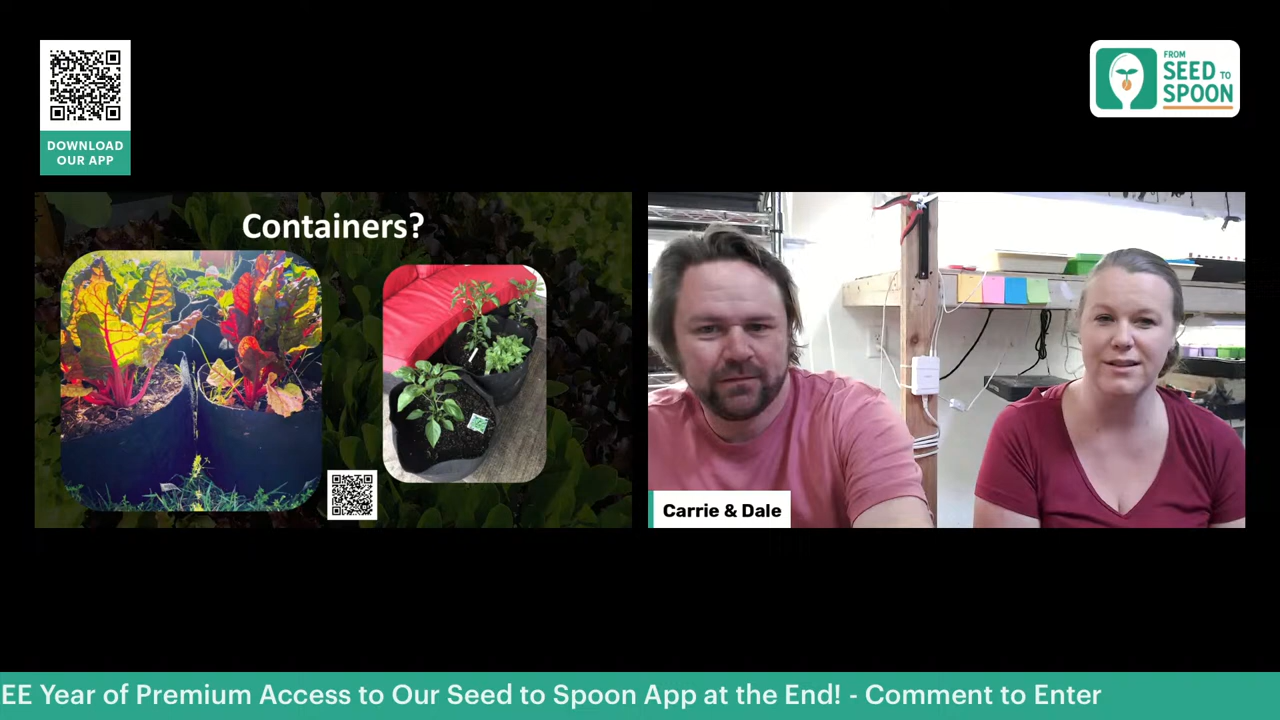 DOWNLOAD
OUR APP
FROM
SEED TO
SPOON
Containers?
Carrie & Dale
EE Year of Premium Access to Our Seed to Spoon App at the End! - Comment to Enter